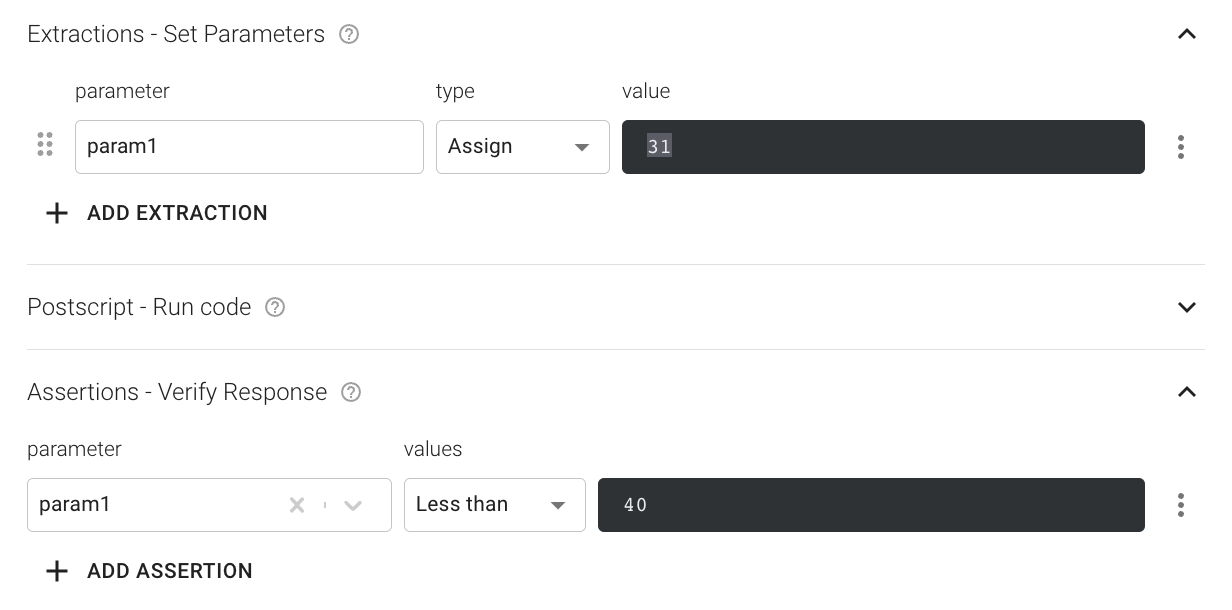 Extractions - Set Parameters ?
parameter type value
param1 Assign 31
ADD EXTRACTION
Postscript - Run code ?
Assertions - Verify Response ?
parameter values
param1 Less than 40
ADD ASSERTION